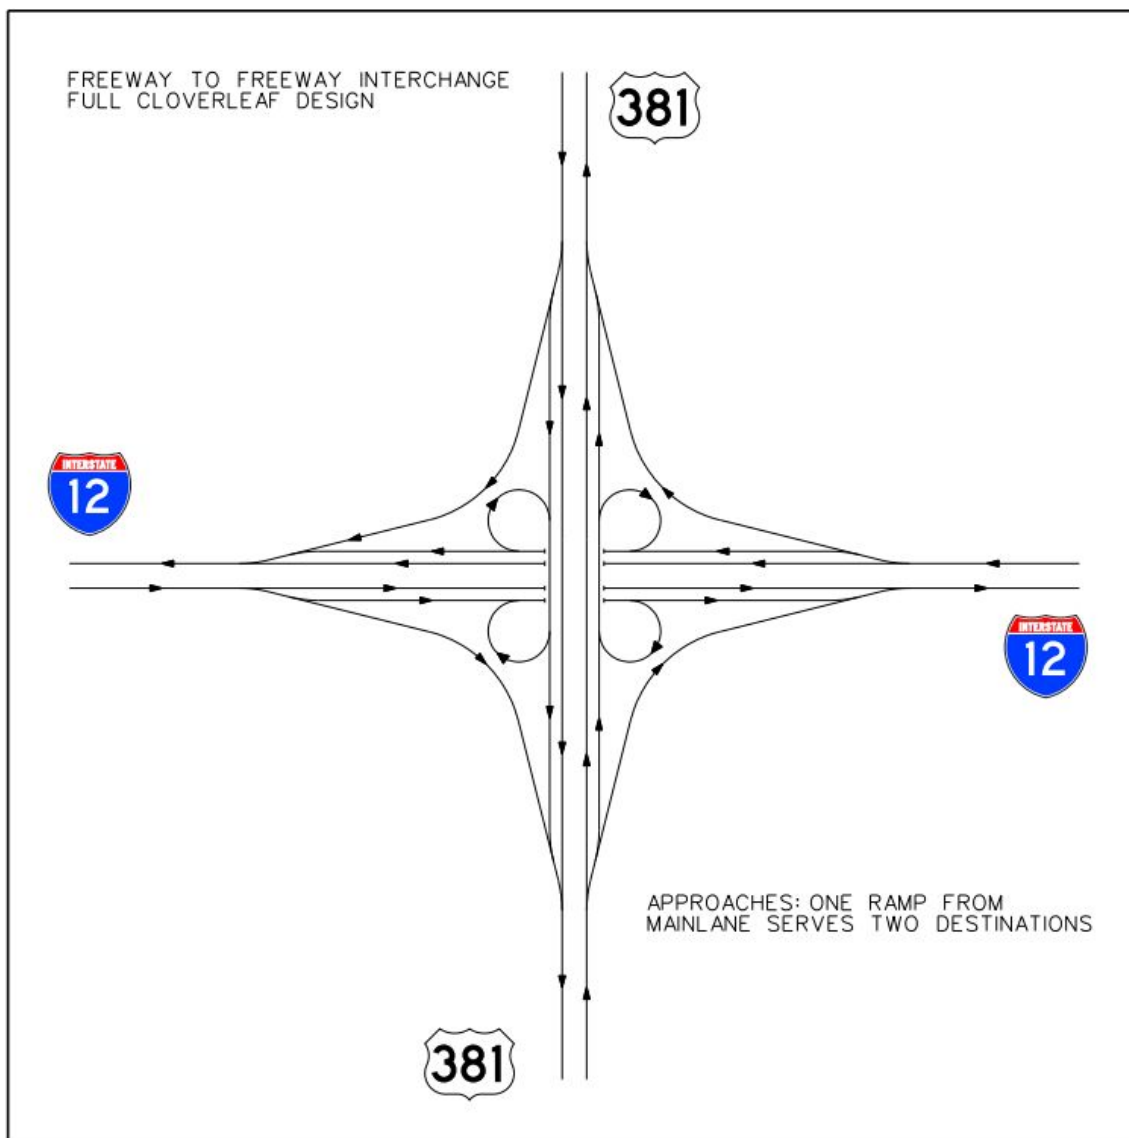 FREEWAY TO FREEWAY INTERCHANGE
FULL CLOVERLEAF DESIGN
381
INTERSTATE
12
INTERSTATE
12
APPROACHES: ONE RAMP FROM
MAINLANE SERVES TWO DESTINATIONS
381